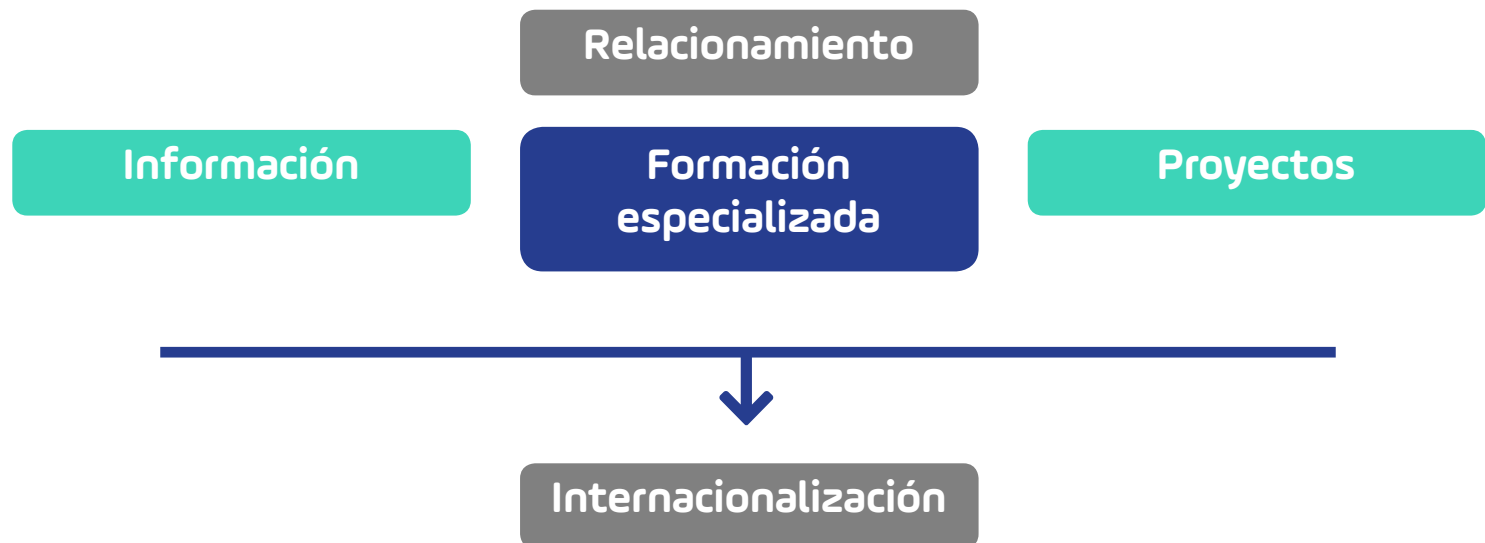 Relacionamiento
Información
Formación
especializada
Proyectos
Internacionalización